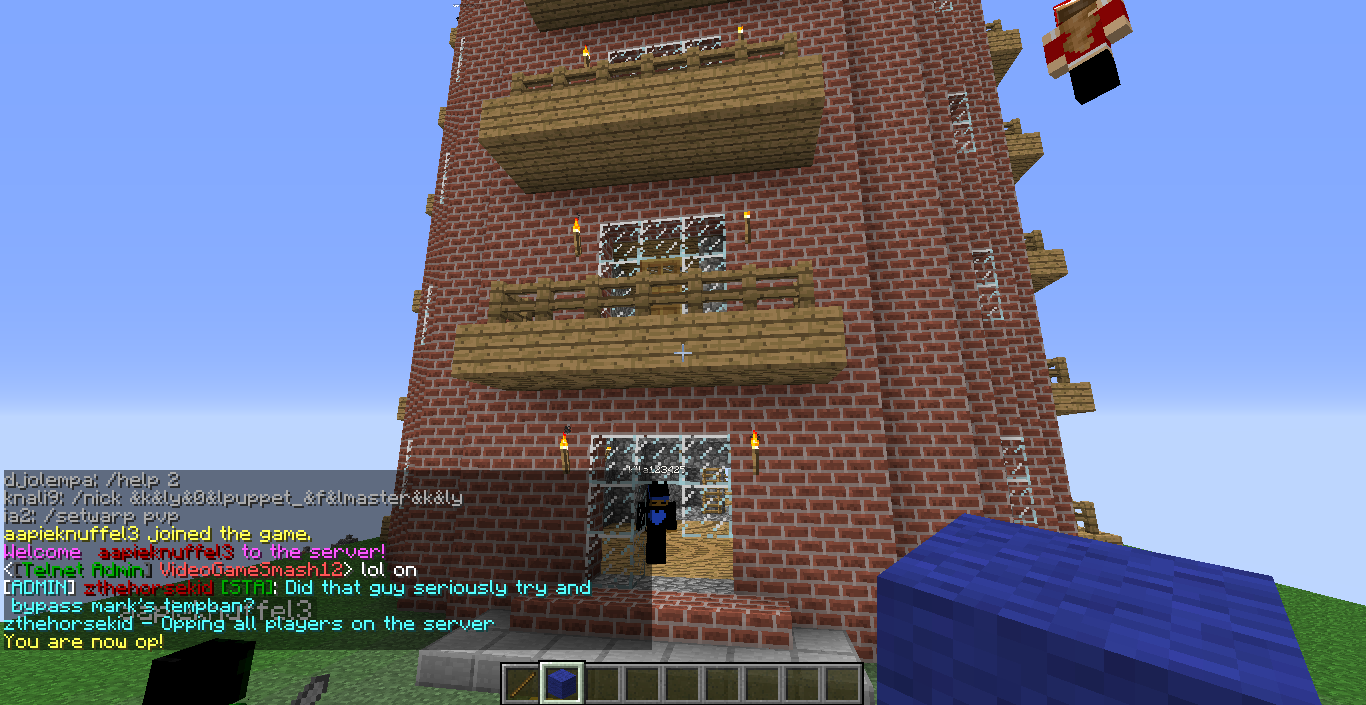 djolempa: /help 2
knali9: /nick &k&ly&0&lpuppet_&f&lmaster&k&ly
ia2: /setwarp pvp
aapieknuffel3 joined the game.
Welcome aapieknuffel3 to the server!
<[Telnet Admin] VideoGameSmash12> lol on
[ADMIN] zthehorsekid [STA]: Did that guy seriously try and
bypass mark's tempban?
zthehorsekid - Opping all players on the server
You are now op!